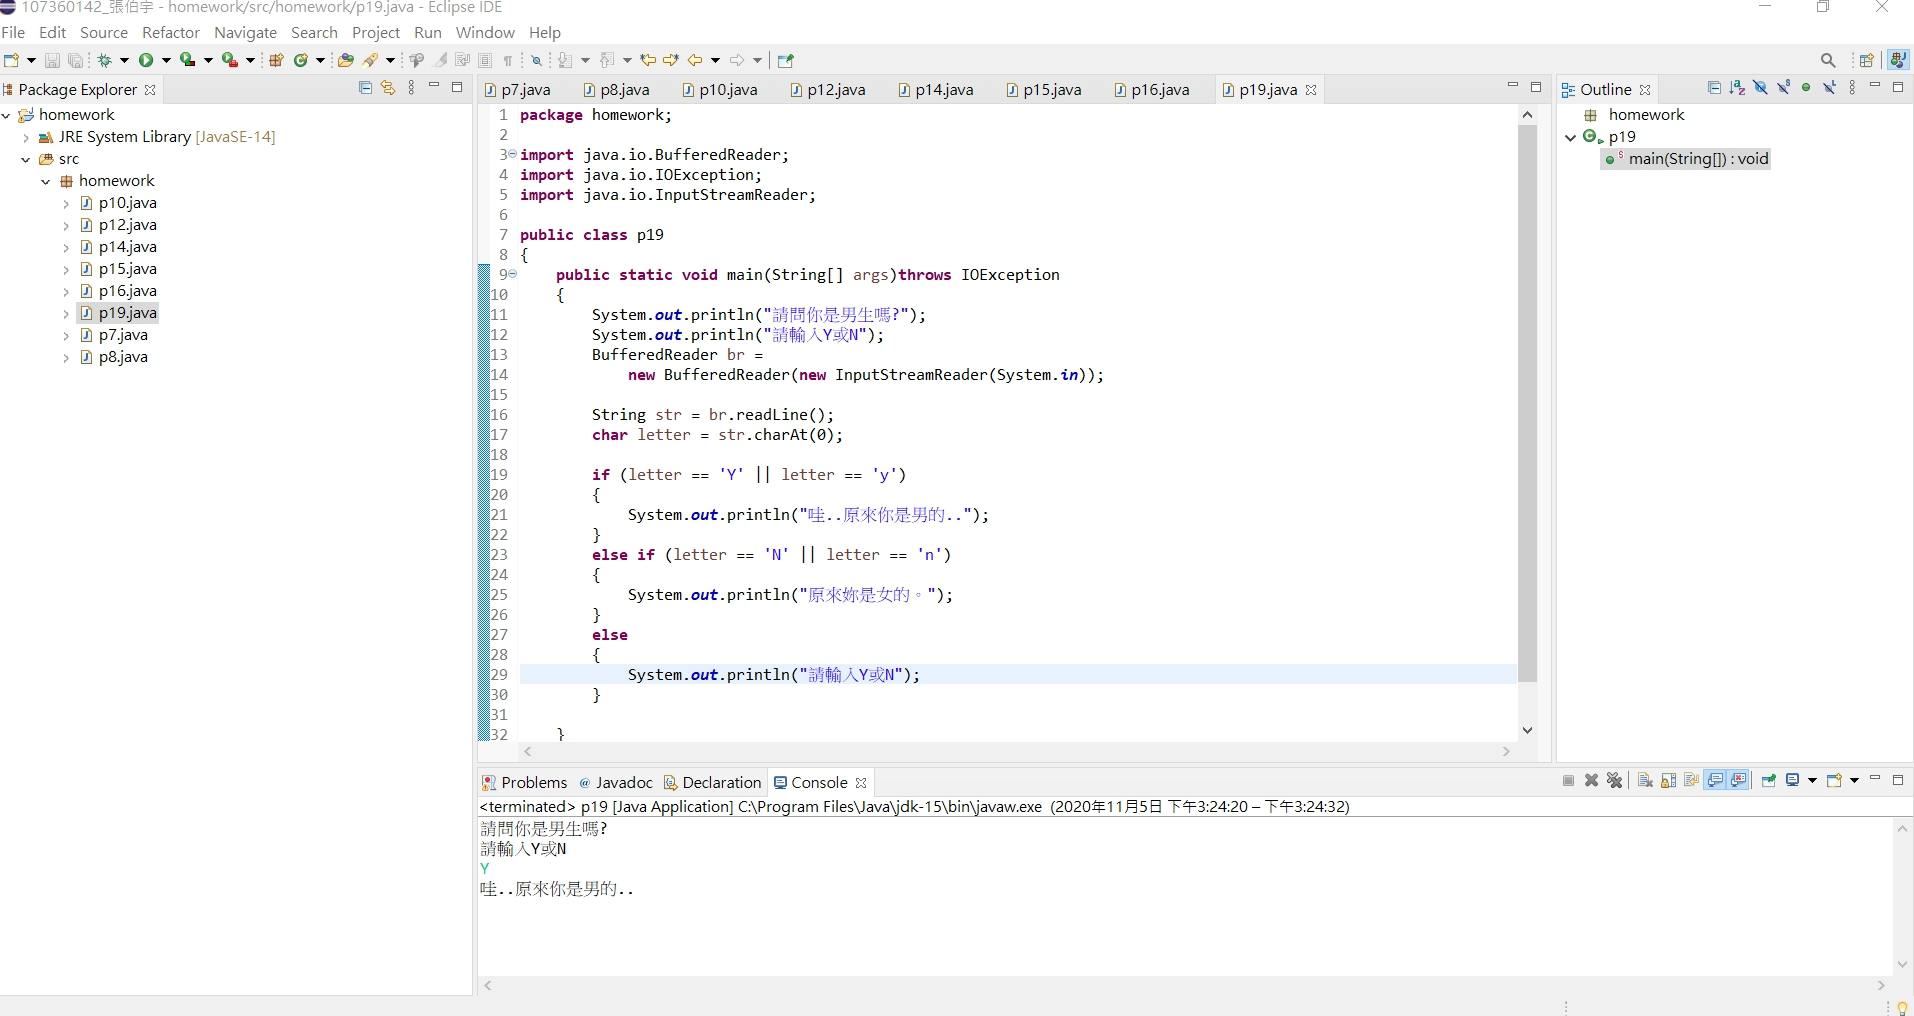 107360142_張伯宇 - homework/src/homework/p19.java - Eclipse IDE
File Edit Source Refactor Navigate Search Project Run Window Help
Package Explorer
homework
JRE System Library [JavaSE-14]
src
homework
p10.java
p12.java
p14.java
p15.java
p16.java
p19.java
p7.java
p8.java
p7.java p8.java p10.java p12.java p14.java p15.java p16.java p19.java
1 package homework;
2
3 import java.io.BufferedReader;
4 import java.io.IOException;
5 import java.io.InputStreamReader;
6
7 public class p19
8 {
9 public static void main(String[] args)throws IOException
10 {
11 System.out.println("請問你是男生嗎?");
12 System.out.println("請輸入Y或N");
13 BufferedReader br =
14 new BufferedReader(new InputStreamReader(System.in));
15
16 String str = br.readLine();
17 char letter = str.charAt(0);
18
19 if (letter == 'Y' || letter == 'y')
20 {
21 System.out.println("哇..原來你是男的..");
22 }
23 else if (letter == 'N' || letter == 'n')
24 {
25 System.out.println("原來妳是女的。");
26 }
27 else
28 {
29 System.out.println("請輸入Y或N");
30 }
31
32 }
Outline
homework
p19
main(String[]) : void
Problems @ Javadoc Declaration Console
<terminated> p19 [Java Application] C:\Program Files\Java\jdk-15\bin\javaw.exe (2020年11月5日 下午3:24:20 – 下午3:24:32)
請問你是男生嗎?
請輸入Y或N
Y
哇..原來你是男的..